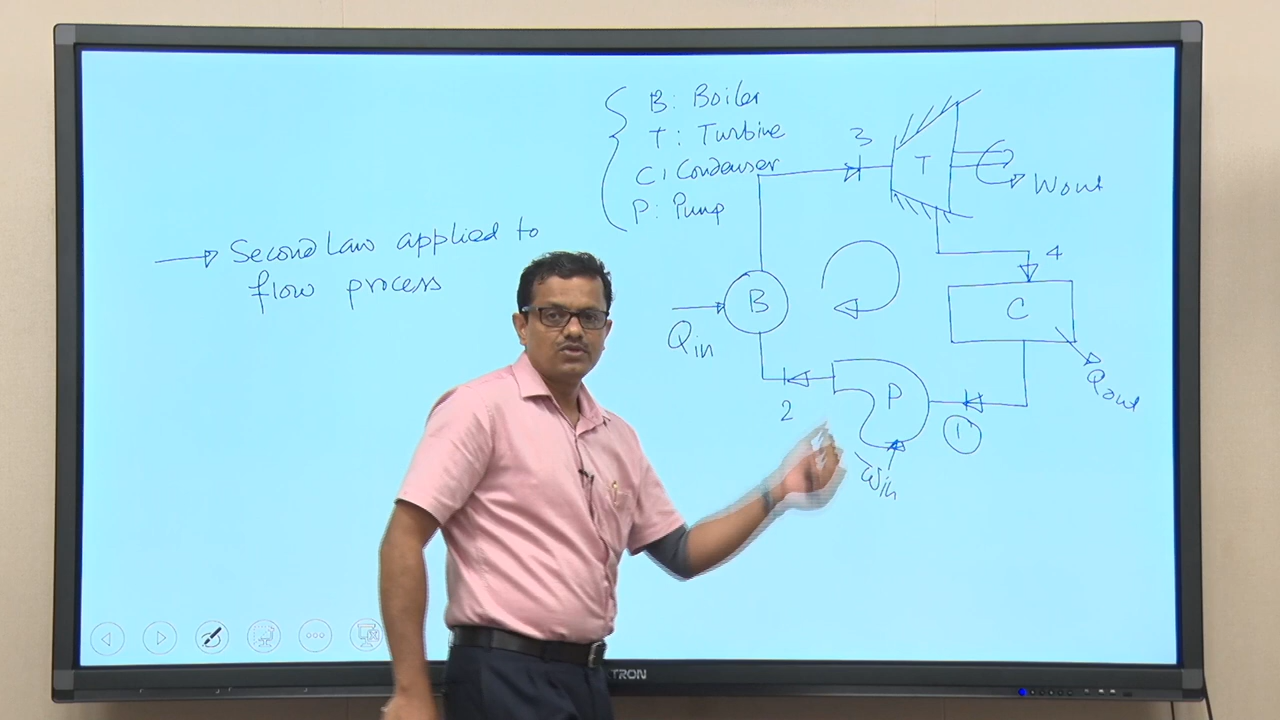 B: Boiler
T: Turbine
C: Condenser
P: Pump
Second Law applied to
flow process
3
T
Wout
4
B
C
Qin
Qout
P
2
1
Win
TRON